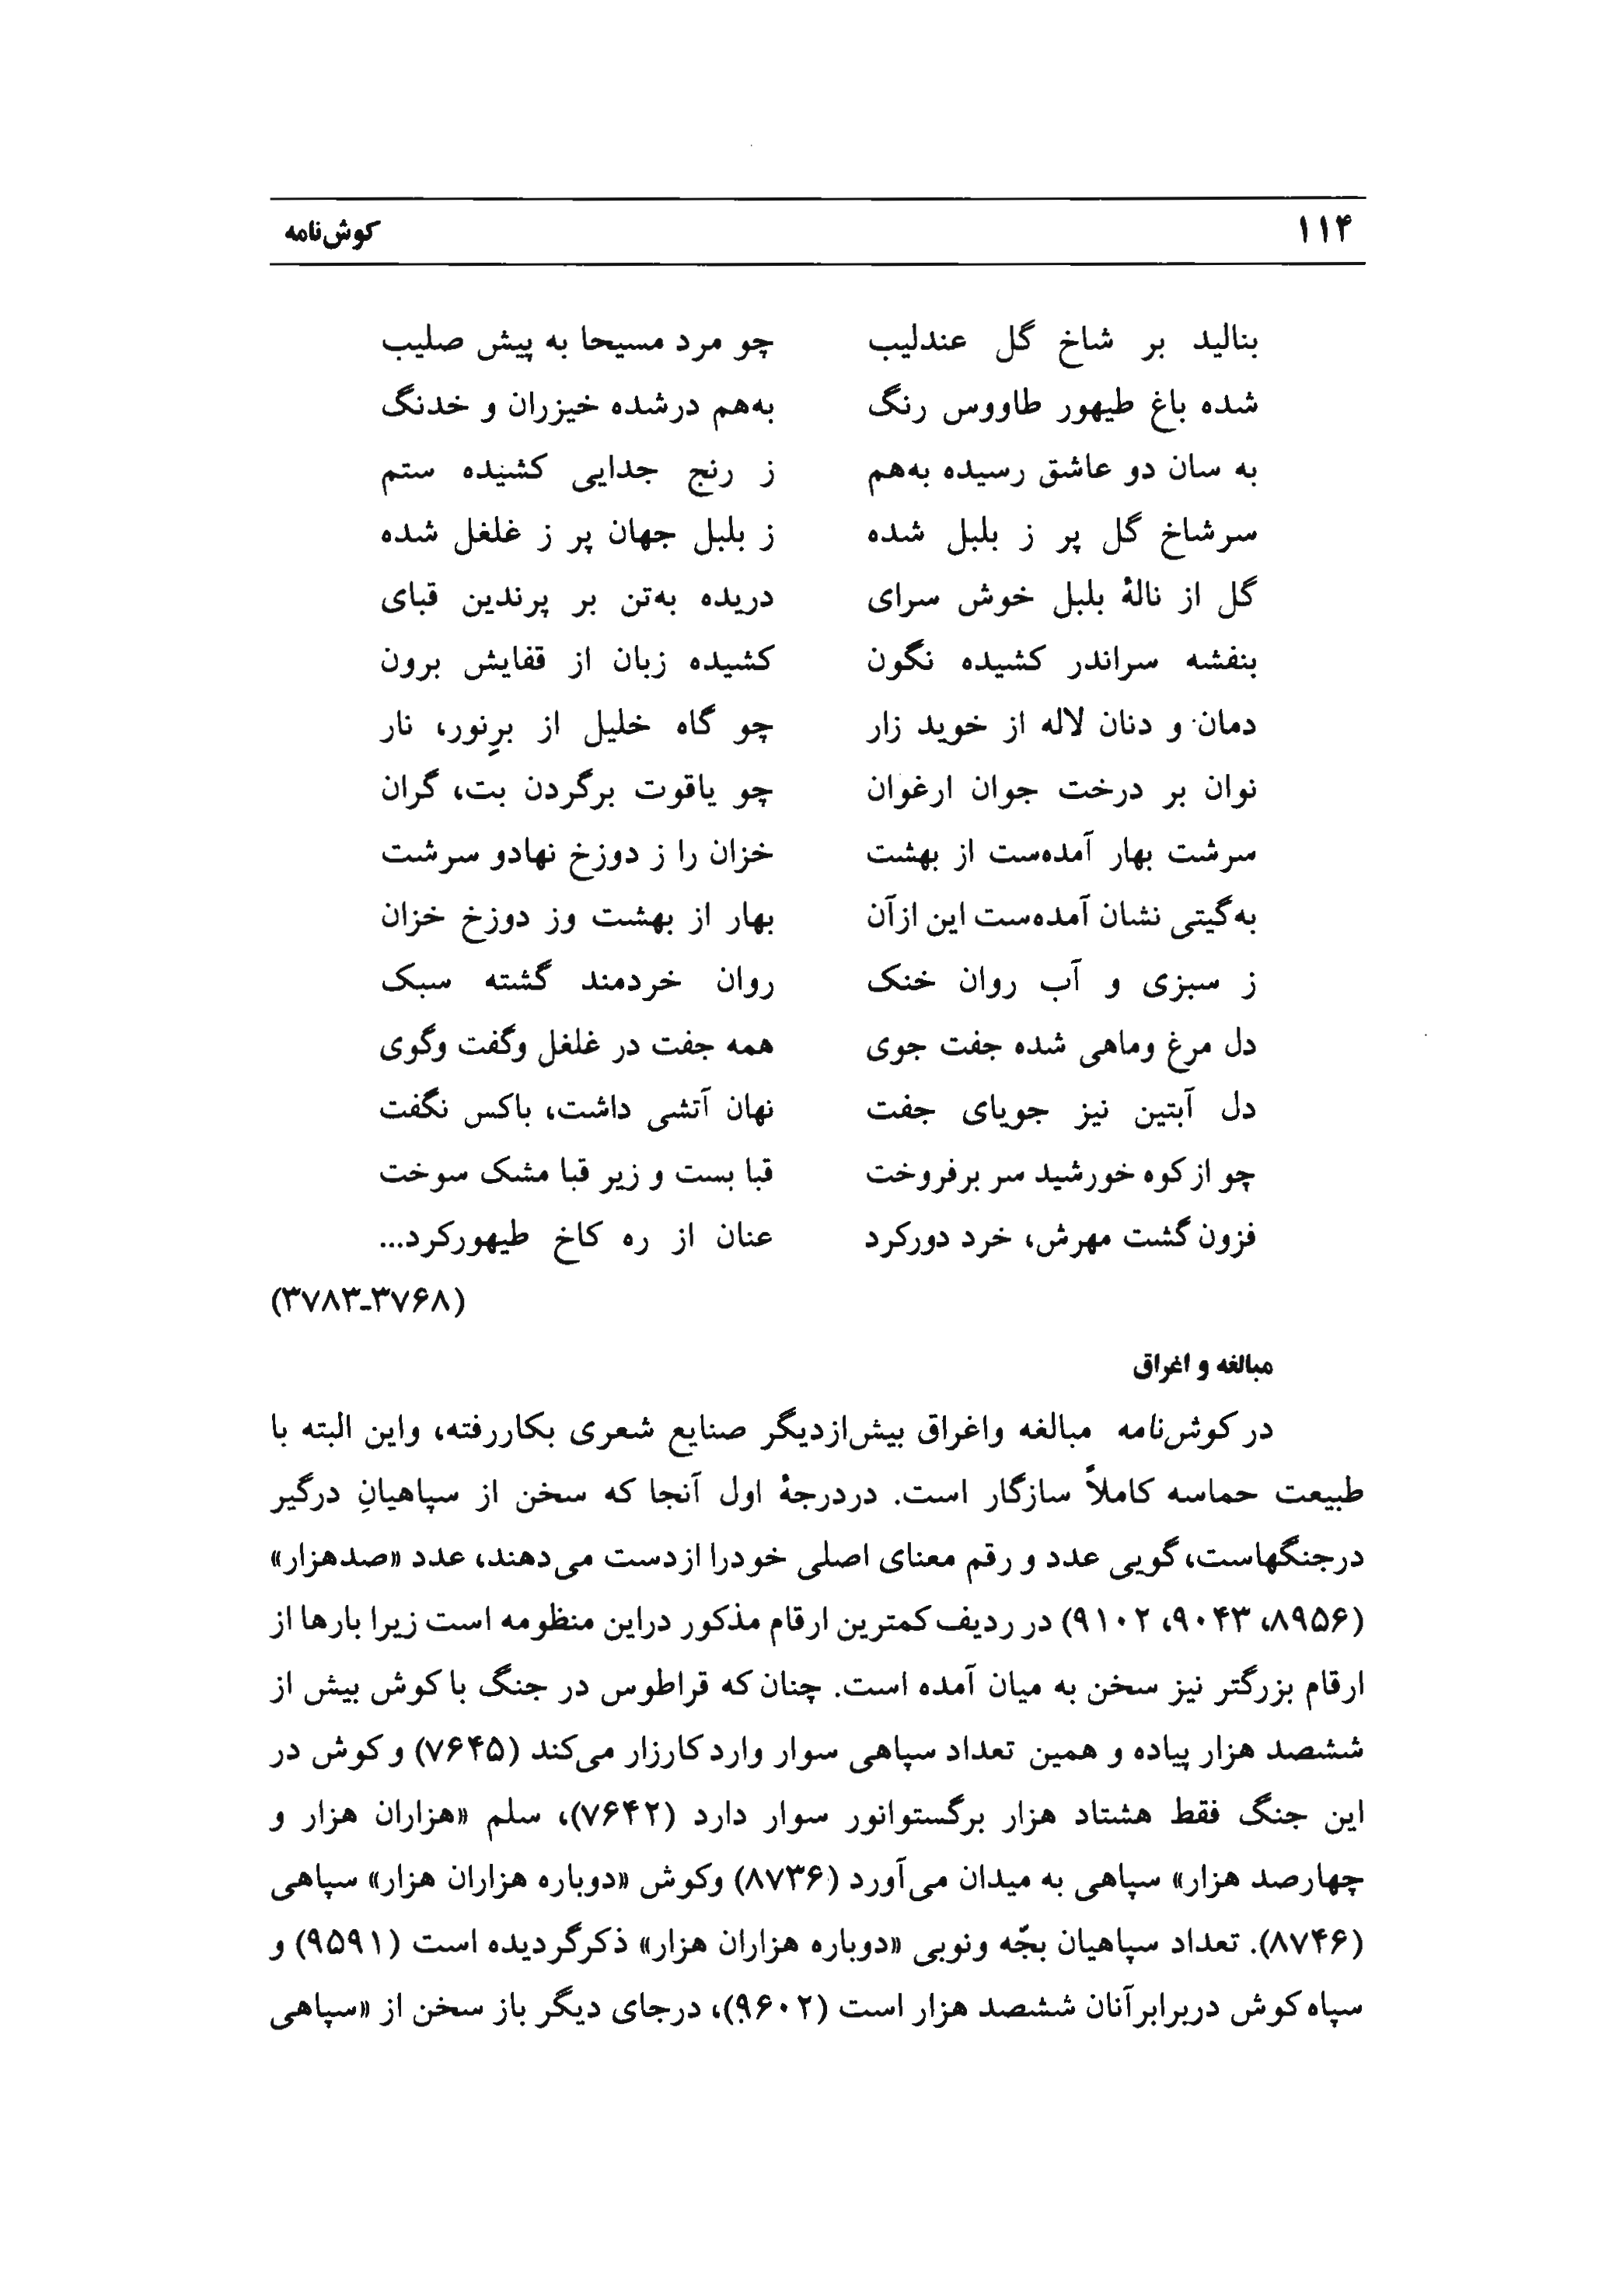 ۱۱۴ کوش‌نامه
بنالید بر شاخ گل عندلیب چو مرد مسیحا به پیش صلیب
شده باغ طیهور طاووس رنگ به‌هم درشده خیزران و خدنگ
به سان دو عاشق رسیده به‌هم ز رنج جدایی کشیده ستم
سرشاخ گل پر ز بلبل شده ز بلبل جهان پر ز غلغل شده
گل از نالهٔ بلبل خوش سرای دریده به‌تن بر پرندین قبای
بنفشه سراندر کشیده نگون کشیده زبان از قفایش برون
دمان و دنان لاله از خوید زار چو گاه خلیل از برِنور، نار
نوان بر درخت جوان ارغوان چو یاقوت برگردن بت، گران
سرشت بهار آمده‌ست از بهشت خزان را ز دوزخ نهادو سرشت
به‌گیتی نشان آمده‌ست این ازآن بهار از بهشت وز دوزخ خزان
ز سبزی و آب روان خنک روان خردمند گشته سبک
دل مرغ وماهی شده جفت جوی همه جفت در غلغل وگفت وگوی
دل آبتین نیز جویای جفت نهان آتشی داشت، باکس نگفت
چو از کوه خورشید سر برفروخت قبا بست و زیر قبا مشک سوخت
فزون گشت مهرش، خرد دورکرد عنان از ره کاخ طیهورکرد...
(۳۷۶۸ـ۳۷۸۳)
مبالغه و اغراق
در کوش‌نامه مبالغه واغراق بیش‌ازدیگر صنایع شعری بکاررفته، واین البته با
طبیعت حماسه کاملاً سازگار است. دردرجهٔ اول آنجا که سخن از سپاهیانِ درگیر
درجنگهاست، گویی عدد و رقم معنای اصلی خودرا ازدست می‌دهند، عدد «صدهزار»
(۸۹۵۶، ۹۰۴۳، ۹۱۰۲) در ردیف کمترین ارقام مذکور دراین منظومه است زیرا بارها از
ارقام بزرگتر نیز سخن به میان آمده است. چنان که قراطوس در جنگ با کوش بیش از
ششصد هزار پیاده و همین تعداد سپاهی سوار وارد کارزار می‌کند (۷۶۴۵) و کوش در
این جنگ فقط هشتاد هزار برگستوانور سوار دارد (۷۶۴۲)، سلم «هزاران هزار و
چهارصد هزار» سپاهی به میدان می‌آورد (۸۷۳۶) وکوش «دوباره هزاران هزار» سپاهی
(۸۷۴۶). تعداد سپاهیان بجّه ونوبی «دوباره هزاران هزار» ذکرگردیده است (۹۵۹۱) و
سپاه کوش دربرابرآنان ششصد هزار است (۹۶۰۲)، درجای دیگر باز سخن از «سپاهی